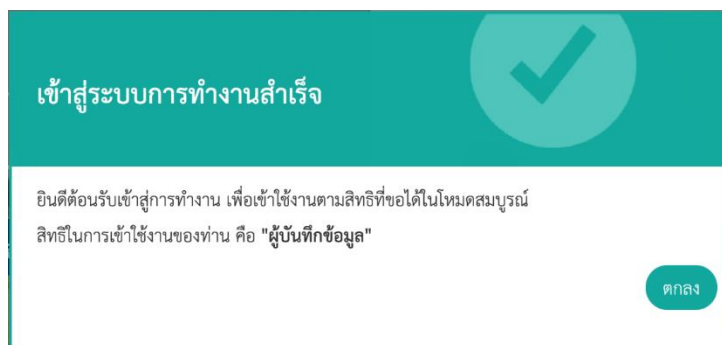 เข้าสู่ระบบการทำงานสำเร็จ
ยินดีต้อนรับเข้าสู่การทำงาน เพื่อเข้าใช้งานตามสิทธิที่ขอได้ในโหมดสมบูรณ์
สิทธิในการเข้าใช้งานของท่าน คือ "ผู้บันทึกข้อมูล"
ตกลง